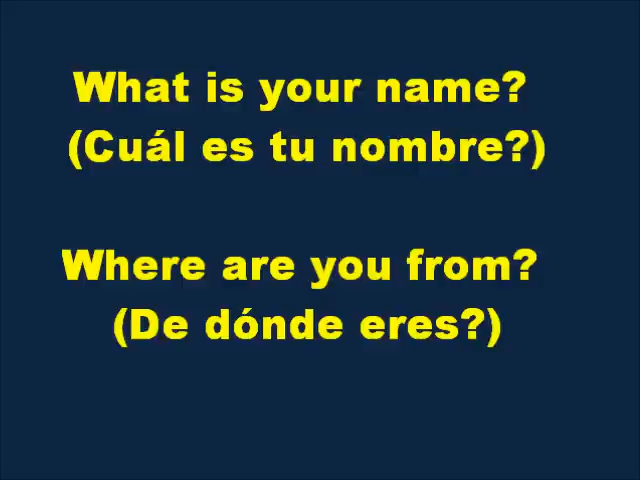 What is your name?
(Cuál es tu nombre?)
Where are you from?
(De dónde eres?)